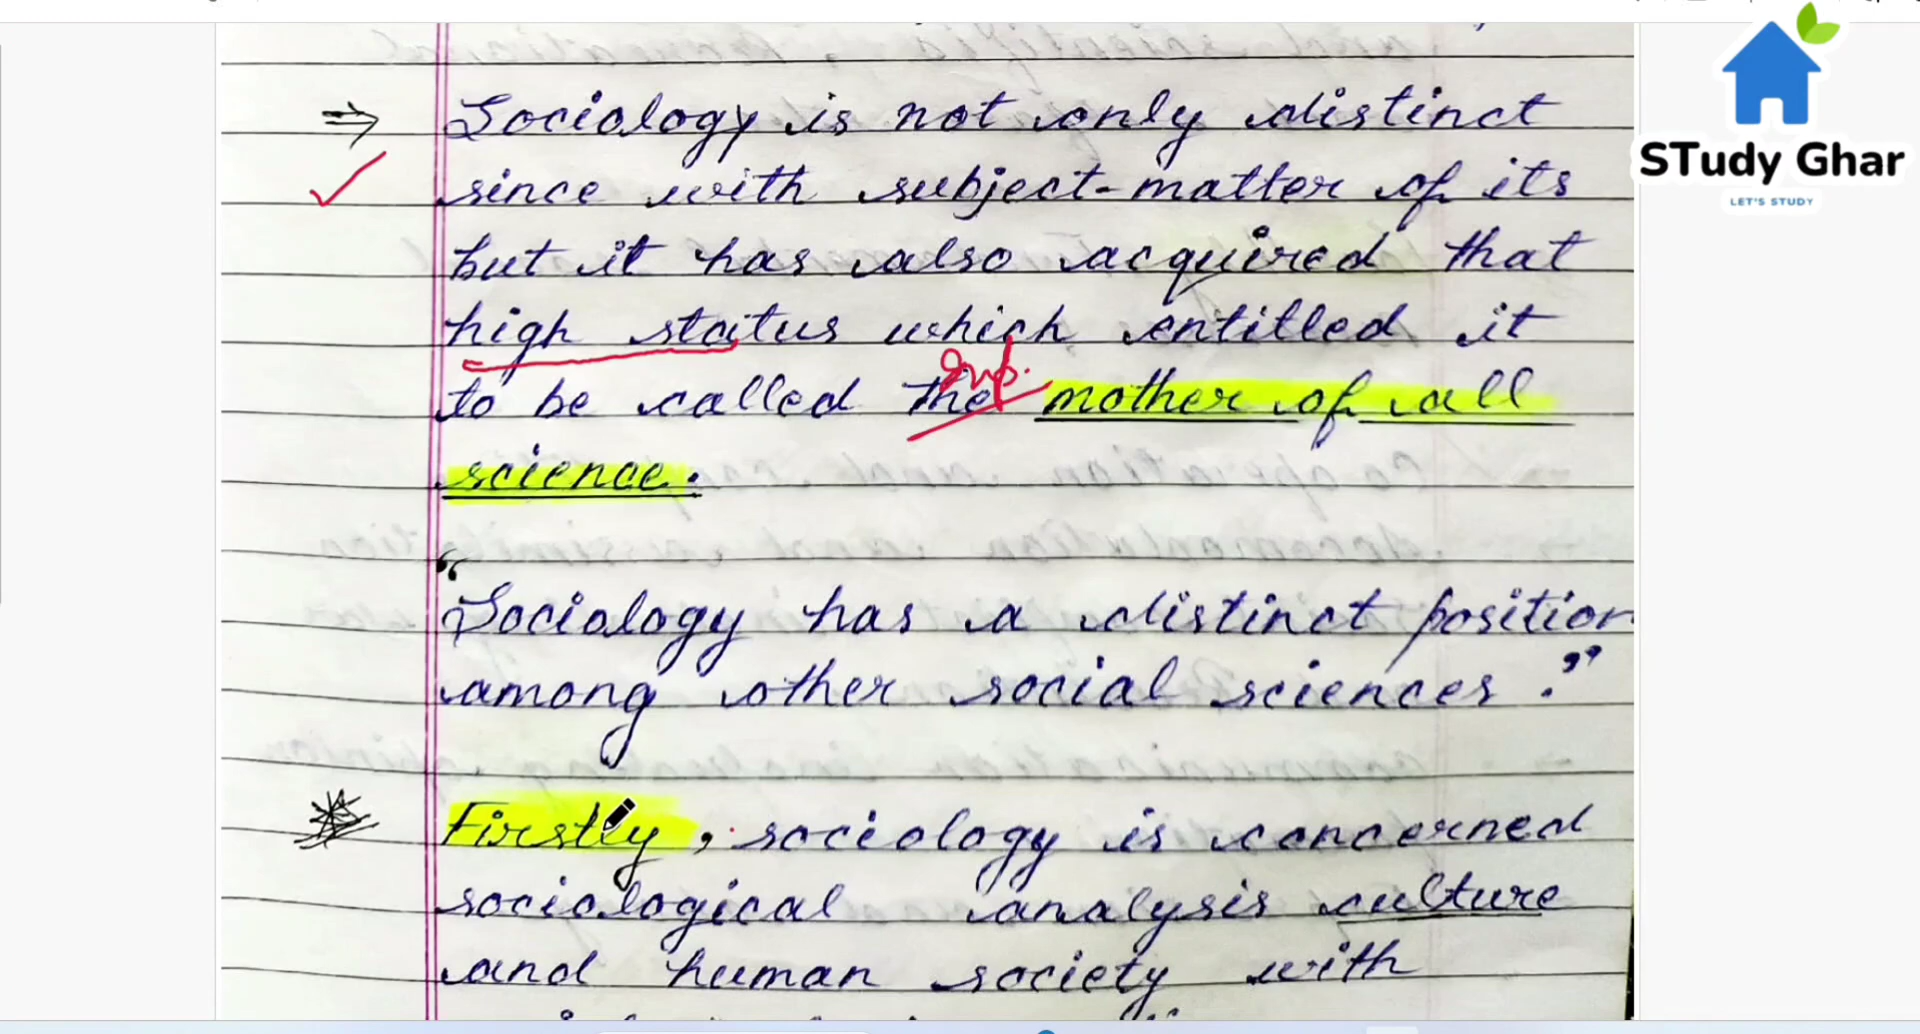 ⇒ Sociology is not only distinct
✓ since with subject-matter of its
but it has also acquired that
high status which entitled it
Imp.
to be called the mother of all
science.
“
Sociology has a distinct position
among other social sciences.”
Firstly, sociology is concerned
sociological analysis culture
and human society with
STudy Ghar
LET'S STUDY